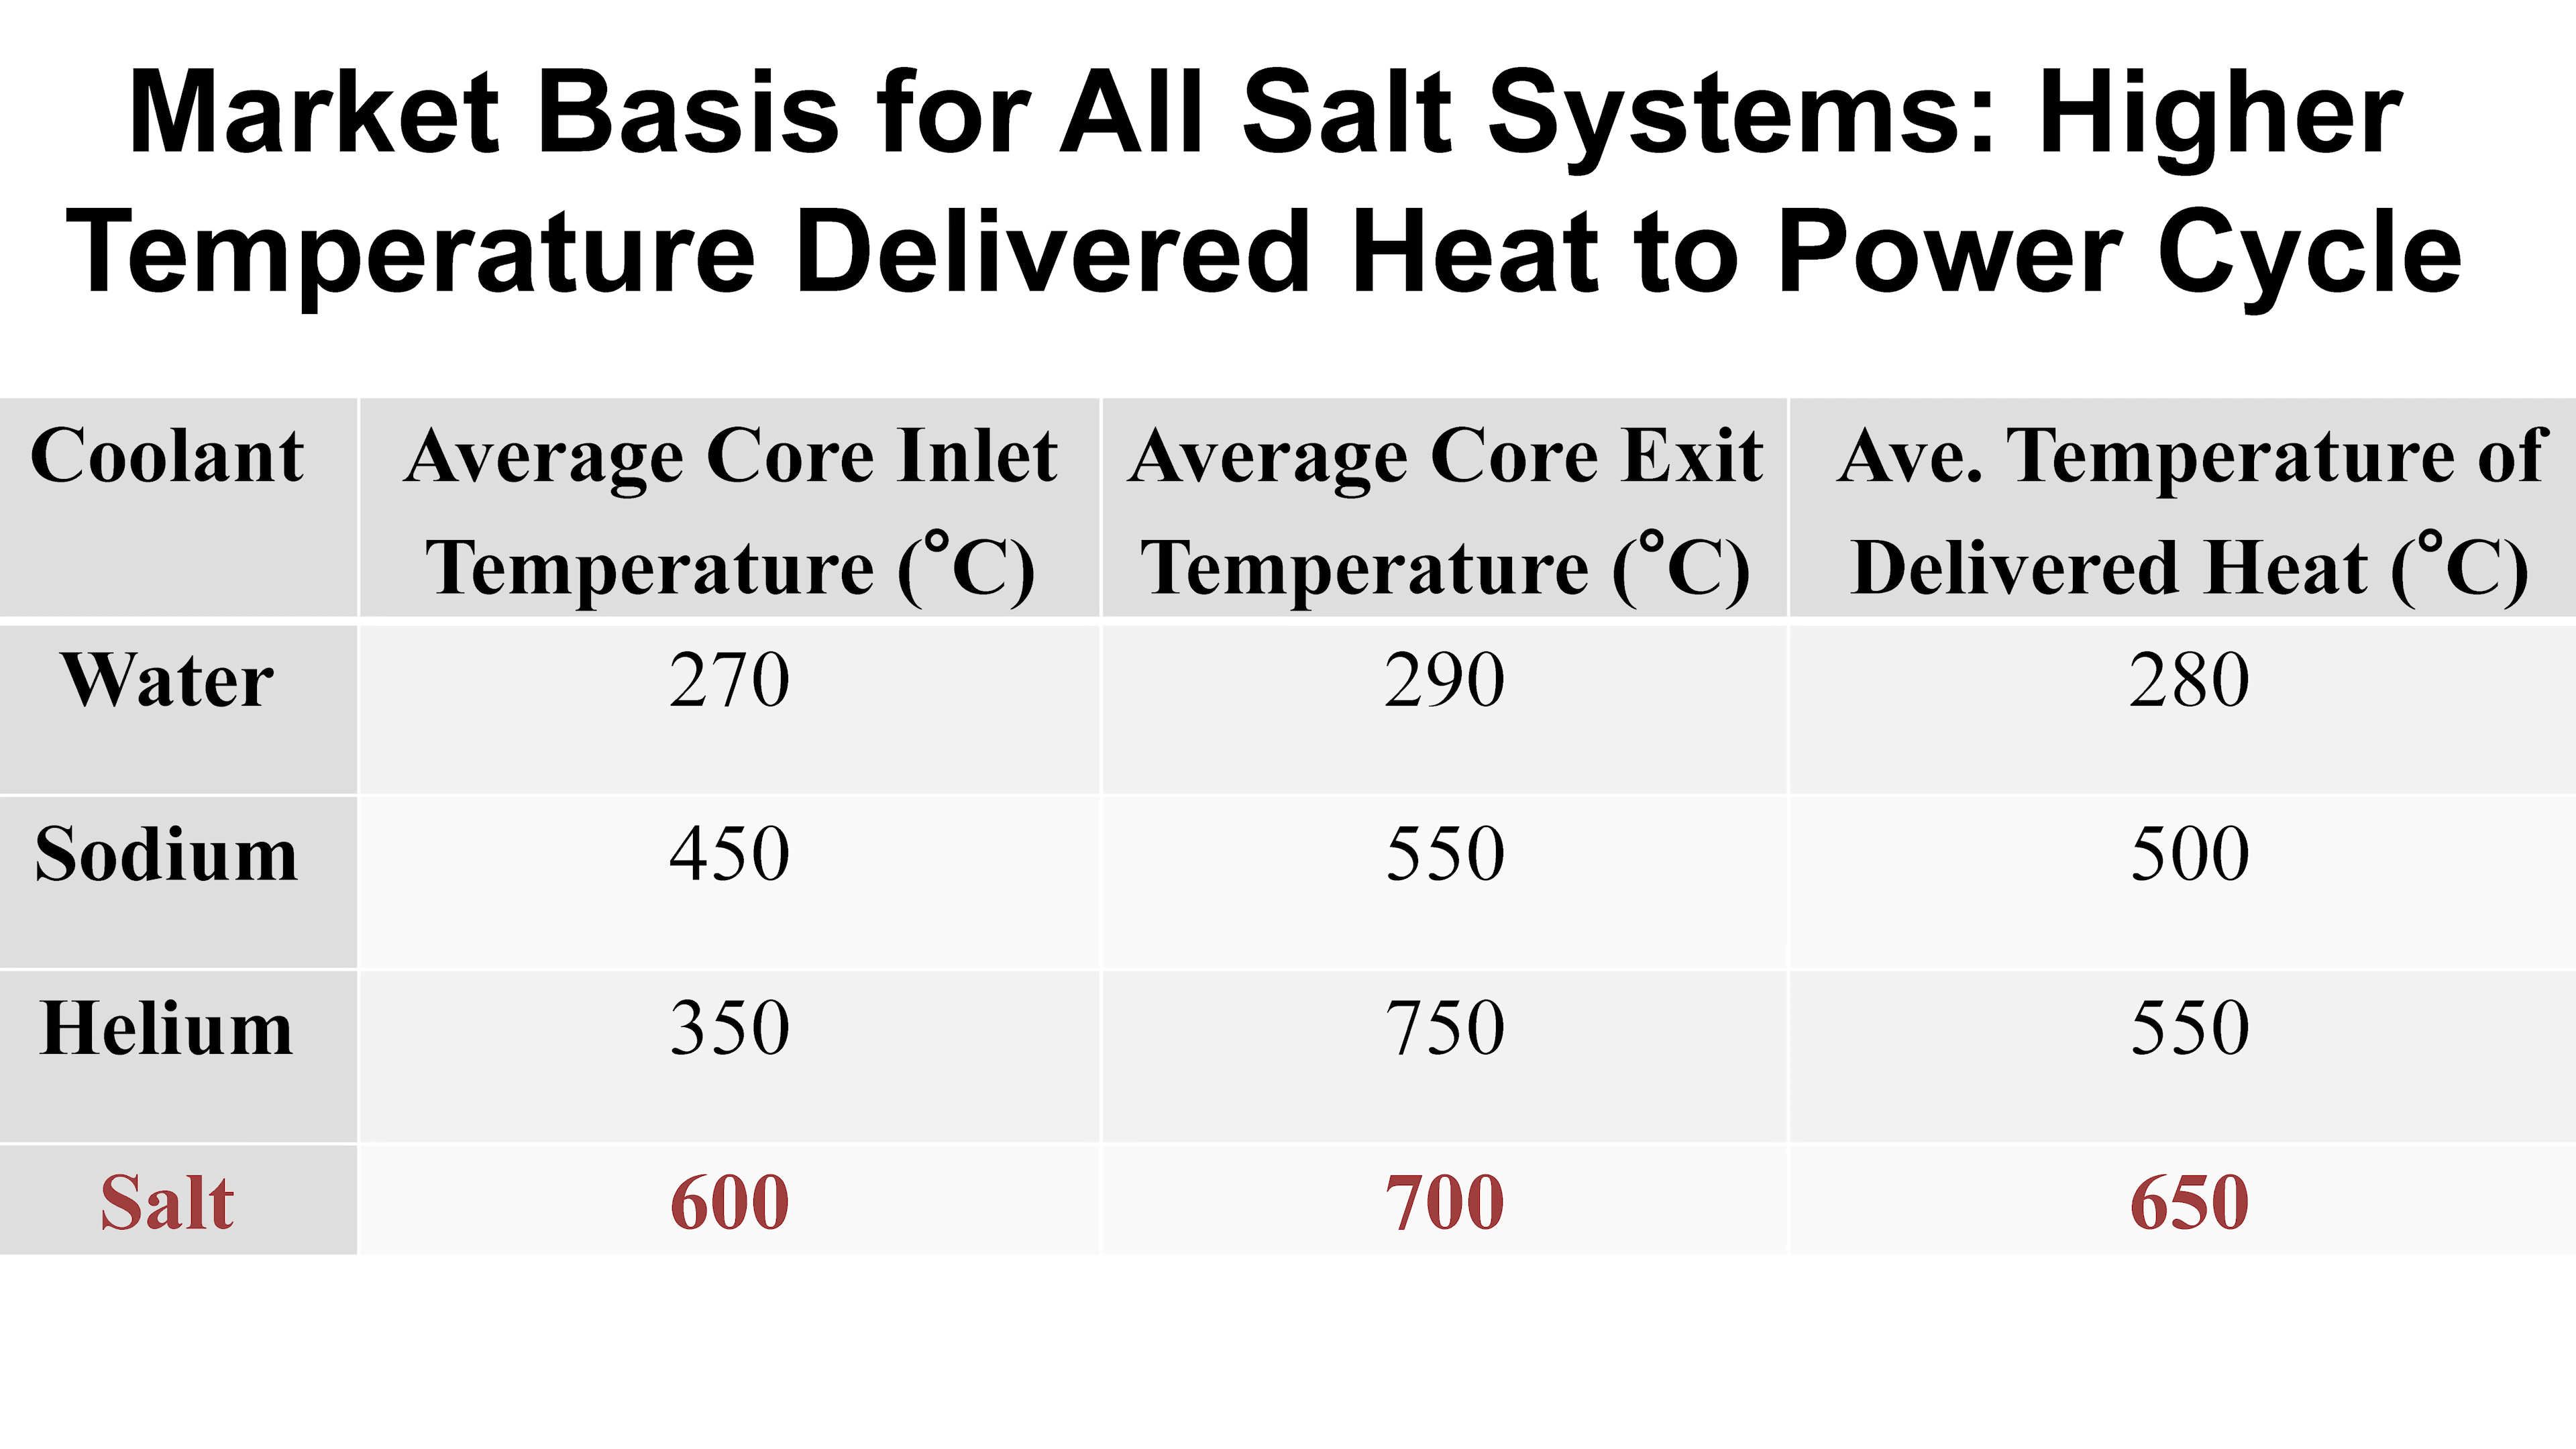 Market Basis for All Salt Systems: Higher
Temperature Delivered Heat to Power Cycle
Coolant
Average Core Inlet
Temperature (°C)
Average Core Exit
Temperature (°C)
Ave. Temperature of
Delivered Heat (°C)
Water 270 290 280
Sodium 450 550 500
Helium 350 750 550
Salt 600 700 650